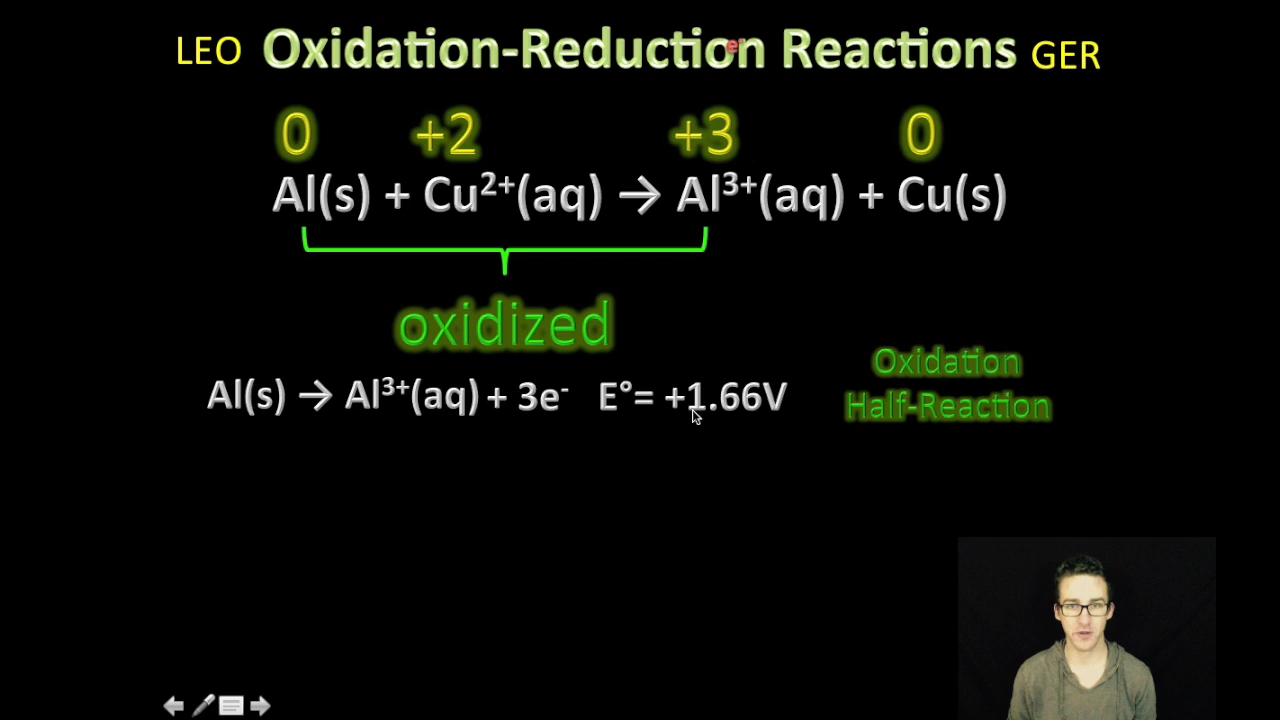 LEO Oxidation-Reduction Reactions GER
0 +2 +3 0
Al(s) + Cu²⁺(aq) → Al³⁺(aq) + Cu(s)
oxidized
Al(s) → Al³⁺(aq) + 3e⁻ E°= +1.66V
Oxidation
Half-Reaction